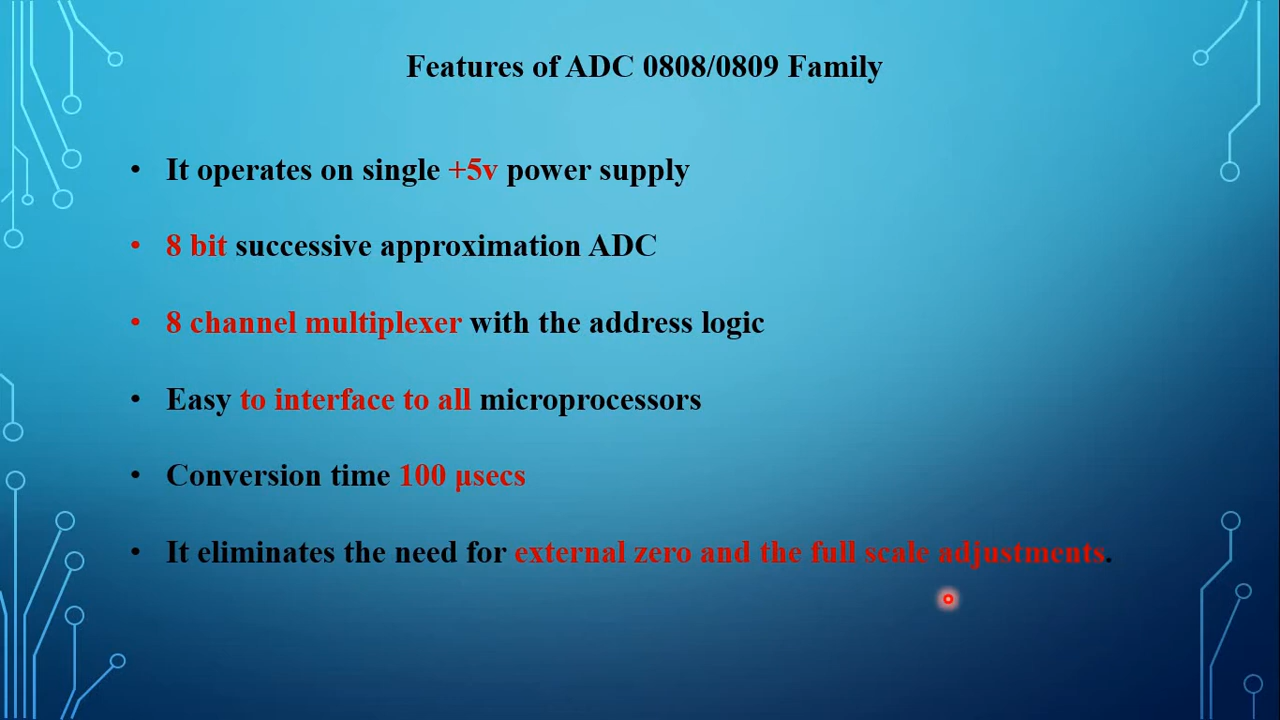 Features of ADC 0808/0809 Family
• It operates on single +5v power supply
• 8 bit successive approximation ADC
• 8 channel multiplexer with the address logic
• Easy to interface to all microprocessors
• Conversion time 100 μsecs
• It eliminates the need for external zero and the full scale adjustments.